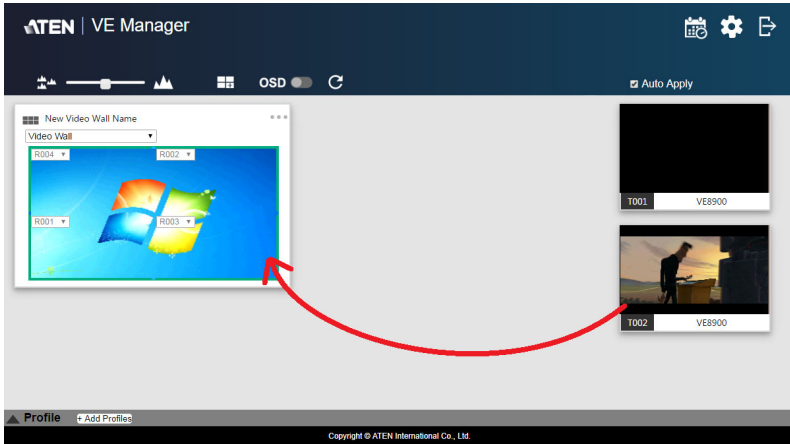 ATEN | VE Manager
OSD
Auto Apply
New Video Wall Name
Video Wall
R004 R002
R001 R003
T001 VE8900
T002 VE8900
Profile + Add Profiles
Copyright © ATEN International Co., Ltd.